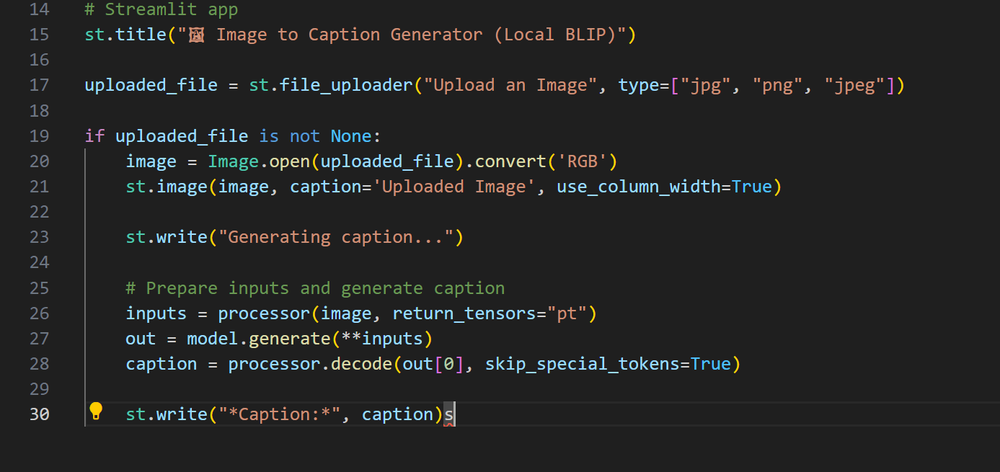 14 # Streamlit app
15 st.title("🖼 Image to Caption Generator (Local BLIP)")
16
17 uploaded_file = st.file_uploader("Upload an Image", type=["jpg", "png", "jpeg"])
18
19 if uploaded_file is not None:
20     image = Image.open(uploaded_file).convert('RGB')
21     st.image(image, caption='Uploaded Image', use_column_width=True)
22
23     st.write("Generating caption...")
24
25     # Prepare inputs and generate caption
26     inputs = processor(image, return_tensors="pt")
27     out = model.generate(**inputs)
28     caption = processor.decode(out[0], skip_special_tokens=True)
29
30     st.write("*Caption:*", caption)s